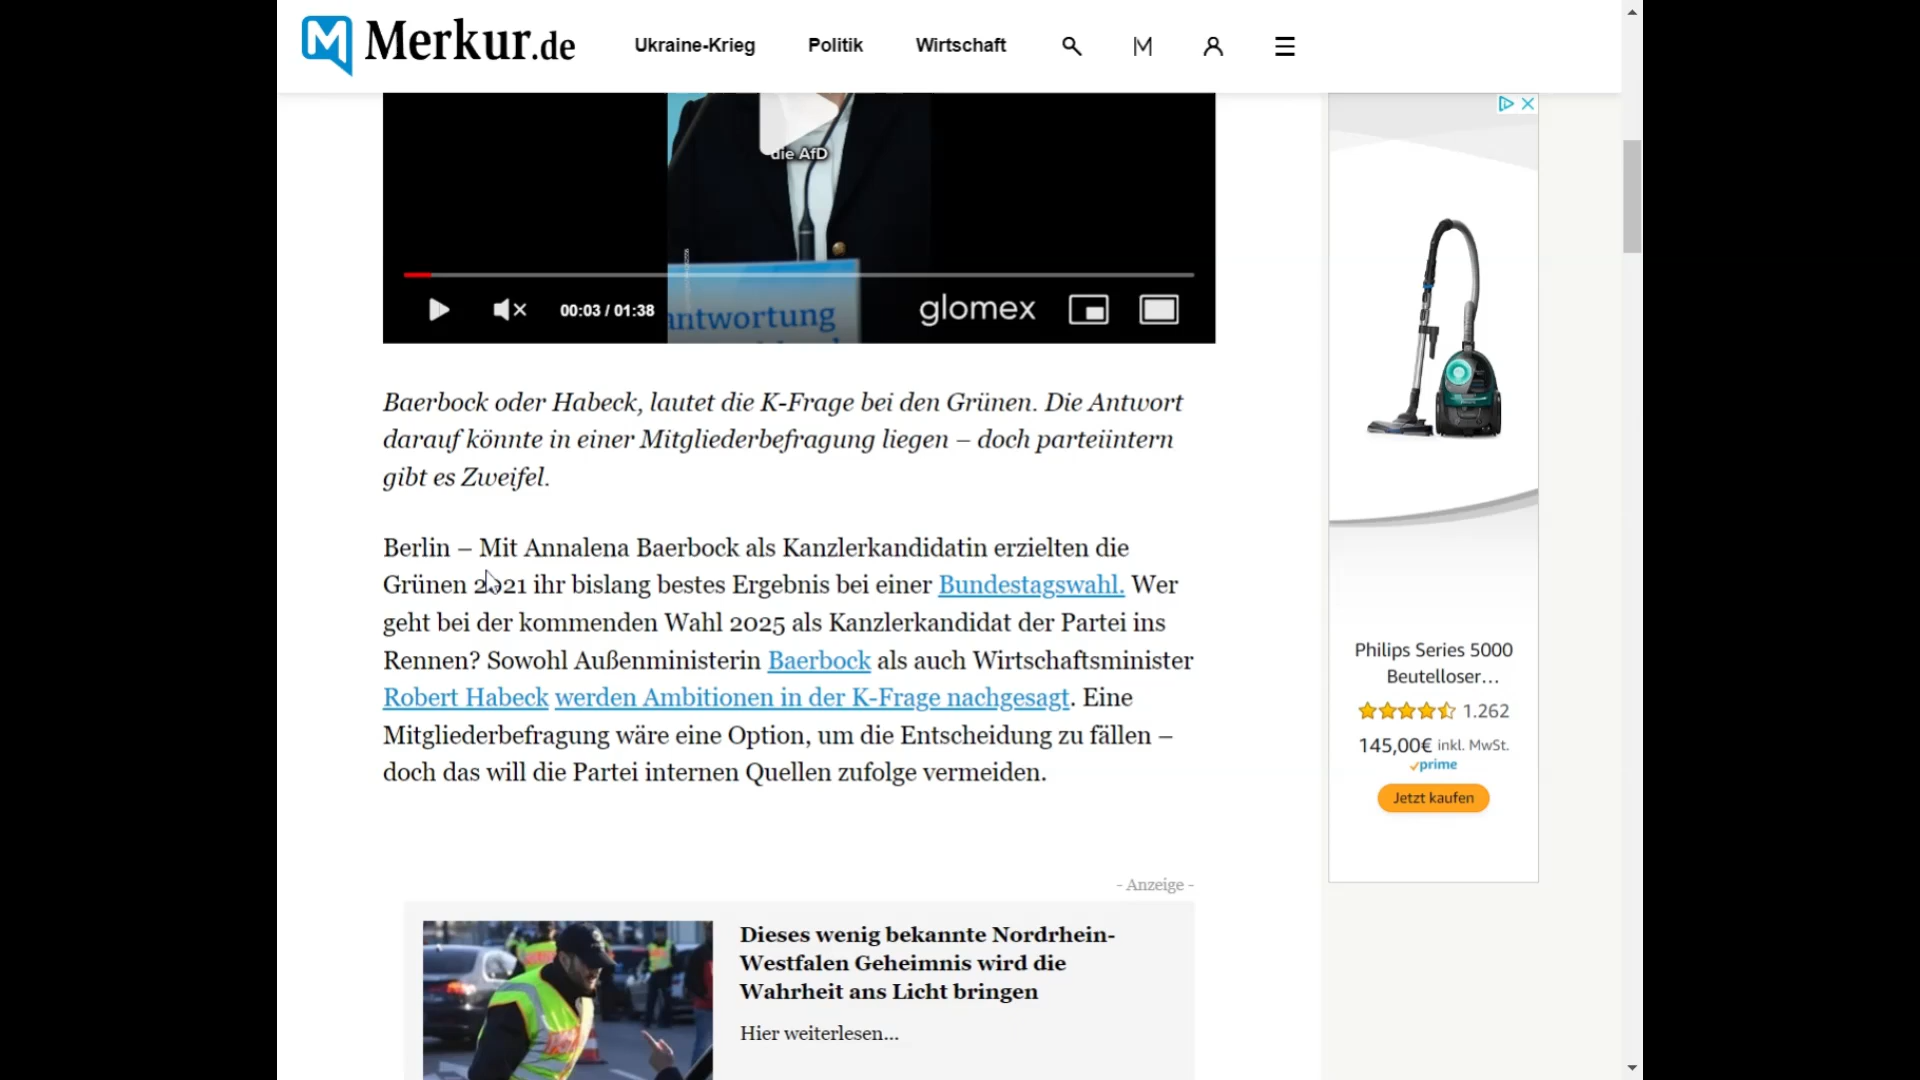 Merkur.de
Ukraine-Krieg Politik Wirtschaft
die AfD
00:03 / 01:38
antwortung
glomex
Baerbock oder Habeck, lautet die K-Frage bei den Grünen. Die Antwort
darauf könnte in einer Mitgliederbefragung liegen – doch parteiintern
gibt es Zweifel.
Berlin – Mit Annalena Baerbock als Kanzlerkandidatin erzielten die
Grünen 2021 ihr bislang bestes Ergebnis bei einer Bundestagswahl. Wer
geht bei der kommenden Wahl 2025 als Kanzlerkandidat der Partei ins
Rennen? Sowohl Außenministerin Baerbock als auch Wirtschaftsminister
Robert Habeck werden Ambitionen in der K-Frage nachgesagt. Eine
Mitgliederbefragung wäre eine Option, um die Entscheidung zu fällen –
doch das will die Partei internen Quellen zufolge vermeiden.
- Anzeige -
Dieses wenig bekannte Nordrhein-
Westfalen Geheimnis wird die
Wahrheit ans Licht bringen
Hier weiterlesen...
Philips Series 5000
Beutelloser...
1.262
145,00€ inkl. MwSt.
prime
Jetzt kaufen